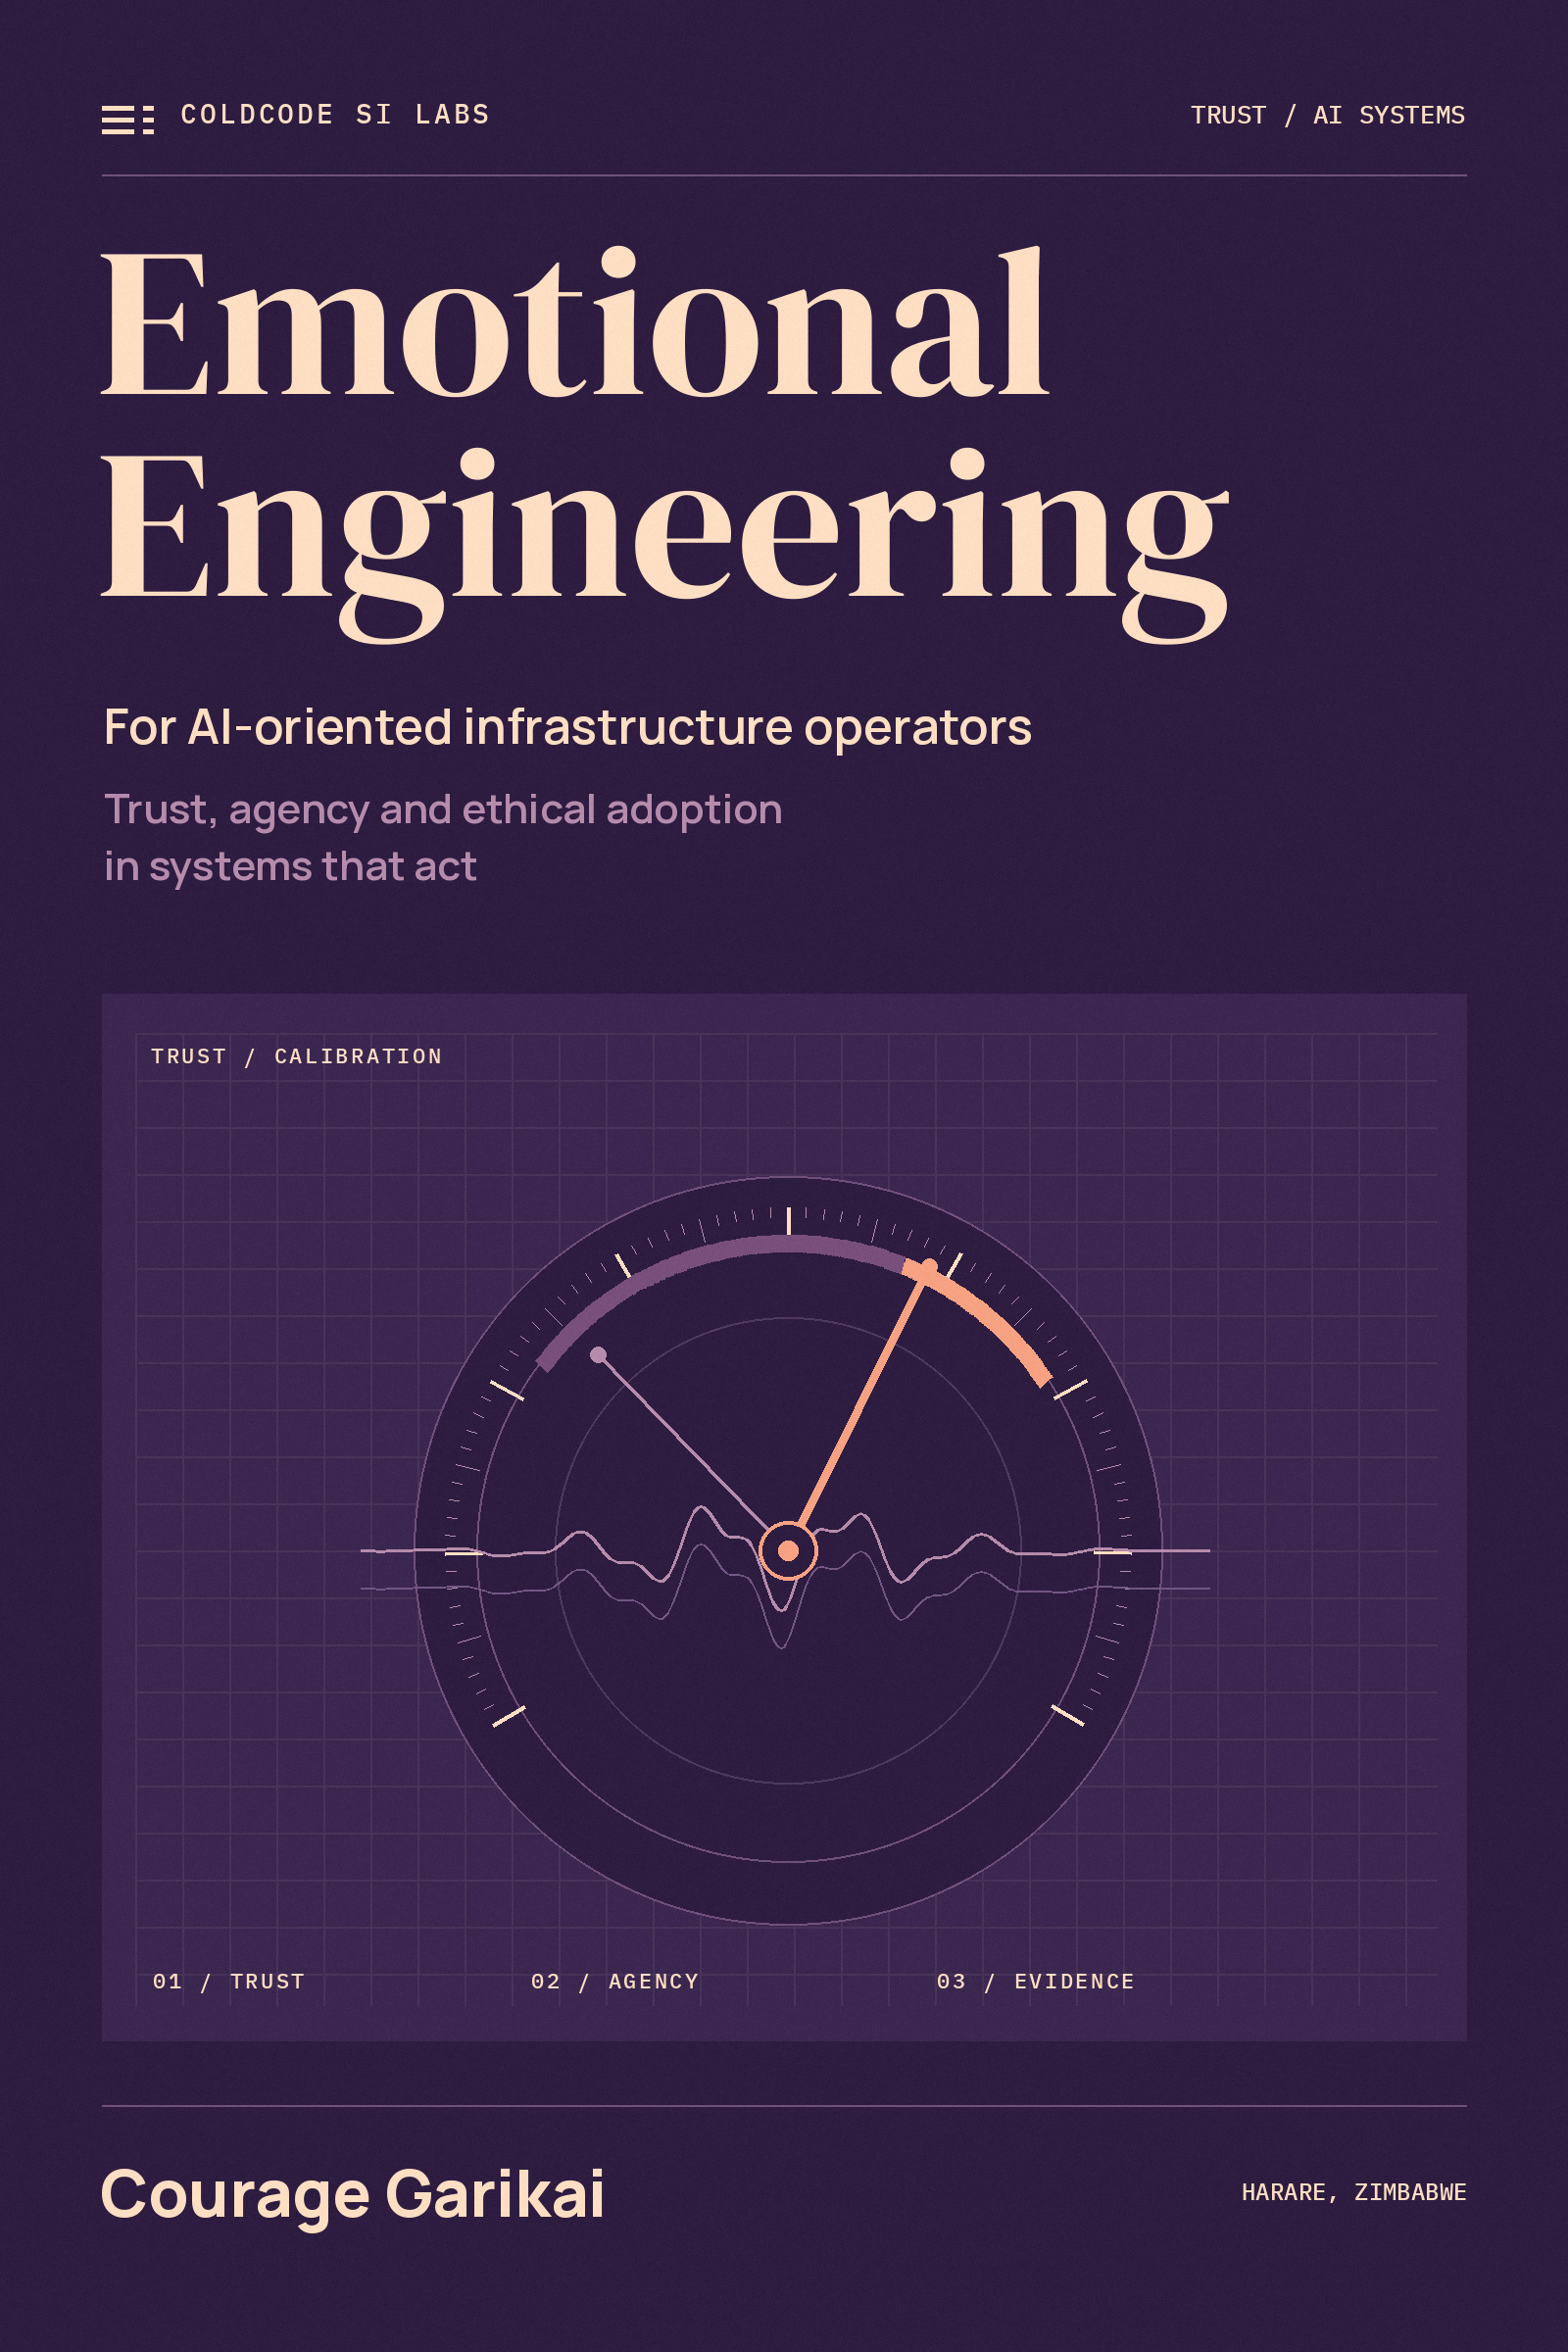 COLDCODE SI LABS
TRUST / AI SYSTEMS
Emotional
Engineering
For AI-oriented infrastructure operators
Trust, agency and ethical adoption
in systems that act
TRUST / CALIBRATION
01 / TRUST
02 / AGENCY
03 / EVIDENCE
Courage Garikai
HARARE, ZIMBABWE